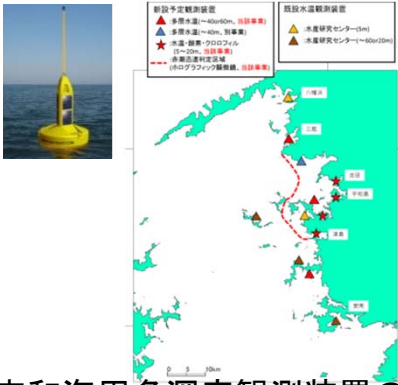 新設予定観測装置
:多層水温(~40or60m, 当該事業)
:多層水温(~40m, 別事業)
:水温・酸素・クロロフィル
(5~20m, 当該事業)
:赤潮迅速判定区域
(ホログラフィック顕微鏡, 当該事業)
既設水温観測装置
:水産研究センター(5m)
:水産研究センター(~60or20m)
八幡浜
三瓶
吉田
宇和島
津島
愛南
0 5 10km